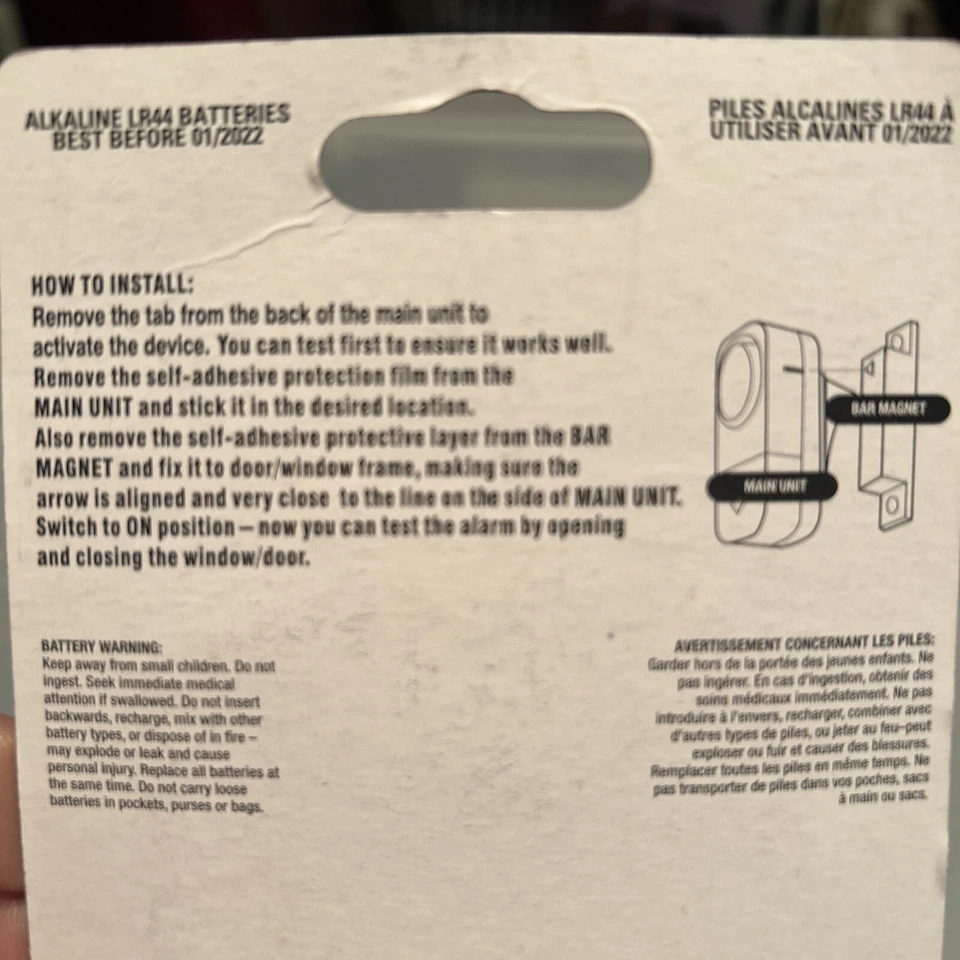 ALKALINE LR44 BATTERIES
BEST BEFORE 01/2022
PILES ALCALINES LR44 À
UTILISER AVANT 01/2022
HOW TO INSTALL:
Remove the tab from the back of the main unit to
activate the device. You can test first to ensure it works well.
Remove the self-adhesive protection film from the
MAIN UNIT and stick it in the desired location.
Also remove the self-adhesive protective layer from the BAR
MAGNET and fix it to door/window frame, making sure the
arrow is aligned and very close to the line on the side of MAIN UNIT.
Switch to ON position – now you can test the alarm by opening
and closing the window/door.
BAR MAGNET
MAIN UNIT
BATTERY WARNING:
Keep away from small children. Do not
ingest. Seek immediate medical
attention if swallowed. Do not insert
backwards, recharge, mix with other
battery types, or dispose of in fire –
may explode or leak and cause
personal injury. Replace all batteries at
the same time. Do not carry loose
batteries in pockets, purses or bags.
AVERTISSEMENT CONCERNANT LES PILES:
Garder hors de la portée des jeunes enfants. Ne
pas ingérer. En cas d'ingestion, obtenir des
soins médicaux immédiatement. Ne pas
introduire à l'envers, recharger, combiner avec
d'autres types de piles, ou jeter au feu–peut
exploser ou fuir et causer des blessures.
Remplacer toutes les piles en même temps. Ne
pas transporter de piles dans vos poches, sacs
à main ou sacs.